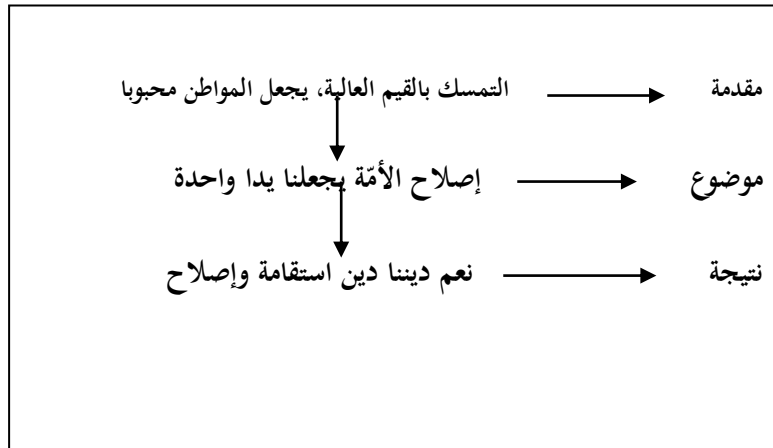 مقدمة التمسك بالقيم العالية، يجعل المواطن محبوبا
موضوع إصلاح الأمّة يجعلنا يدا واحدة
نتيجة نعم ديننا دين استقامة وإصلاح